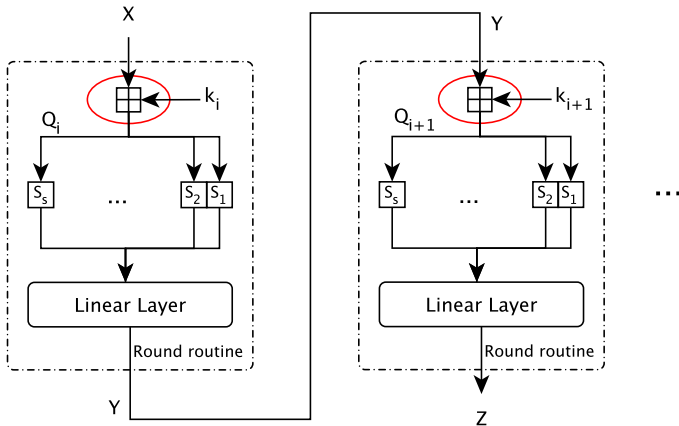 X
Y
k_i
k_{i+1}
Q_i
Q_{i+1}
S_s ... S_2 S_1
S_s ... S_2 S_1
...
Linear Layer
Linear Layer
Round routine
Round routine
Y
Z